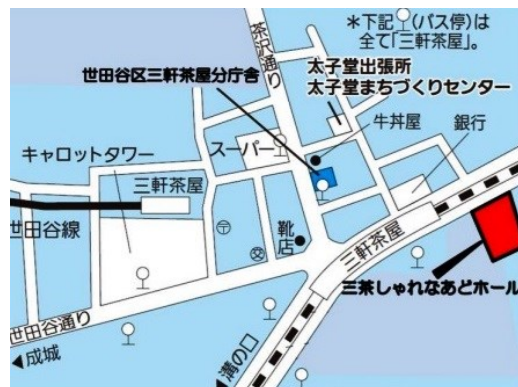 茶沢通り
＊下記 (バス停)は
全て「三軒茶屋」。
世田谷区三軒茶屋分庁舎
太子堂出張所
太子堂まちづくりセンター
牛丼屋
銀行
スーパー
キャロットタワー
三軒茶屋
世田谷線
靴店
三軒茶屋
三茶しゃれなあどホール
世田谷通り
◀成城
◀溝の口